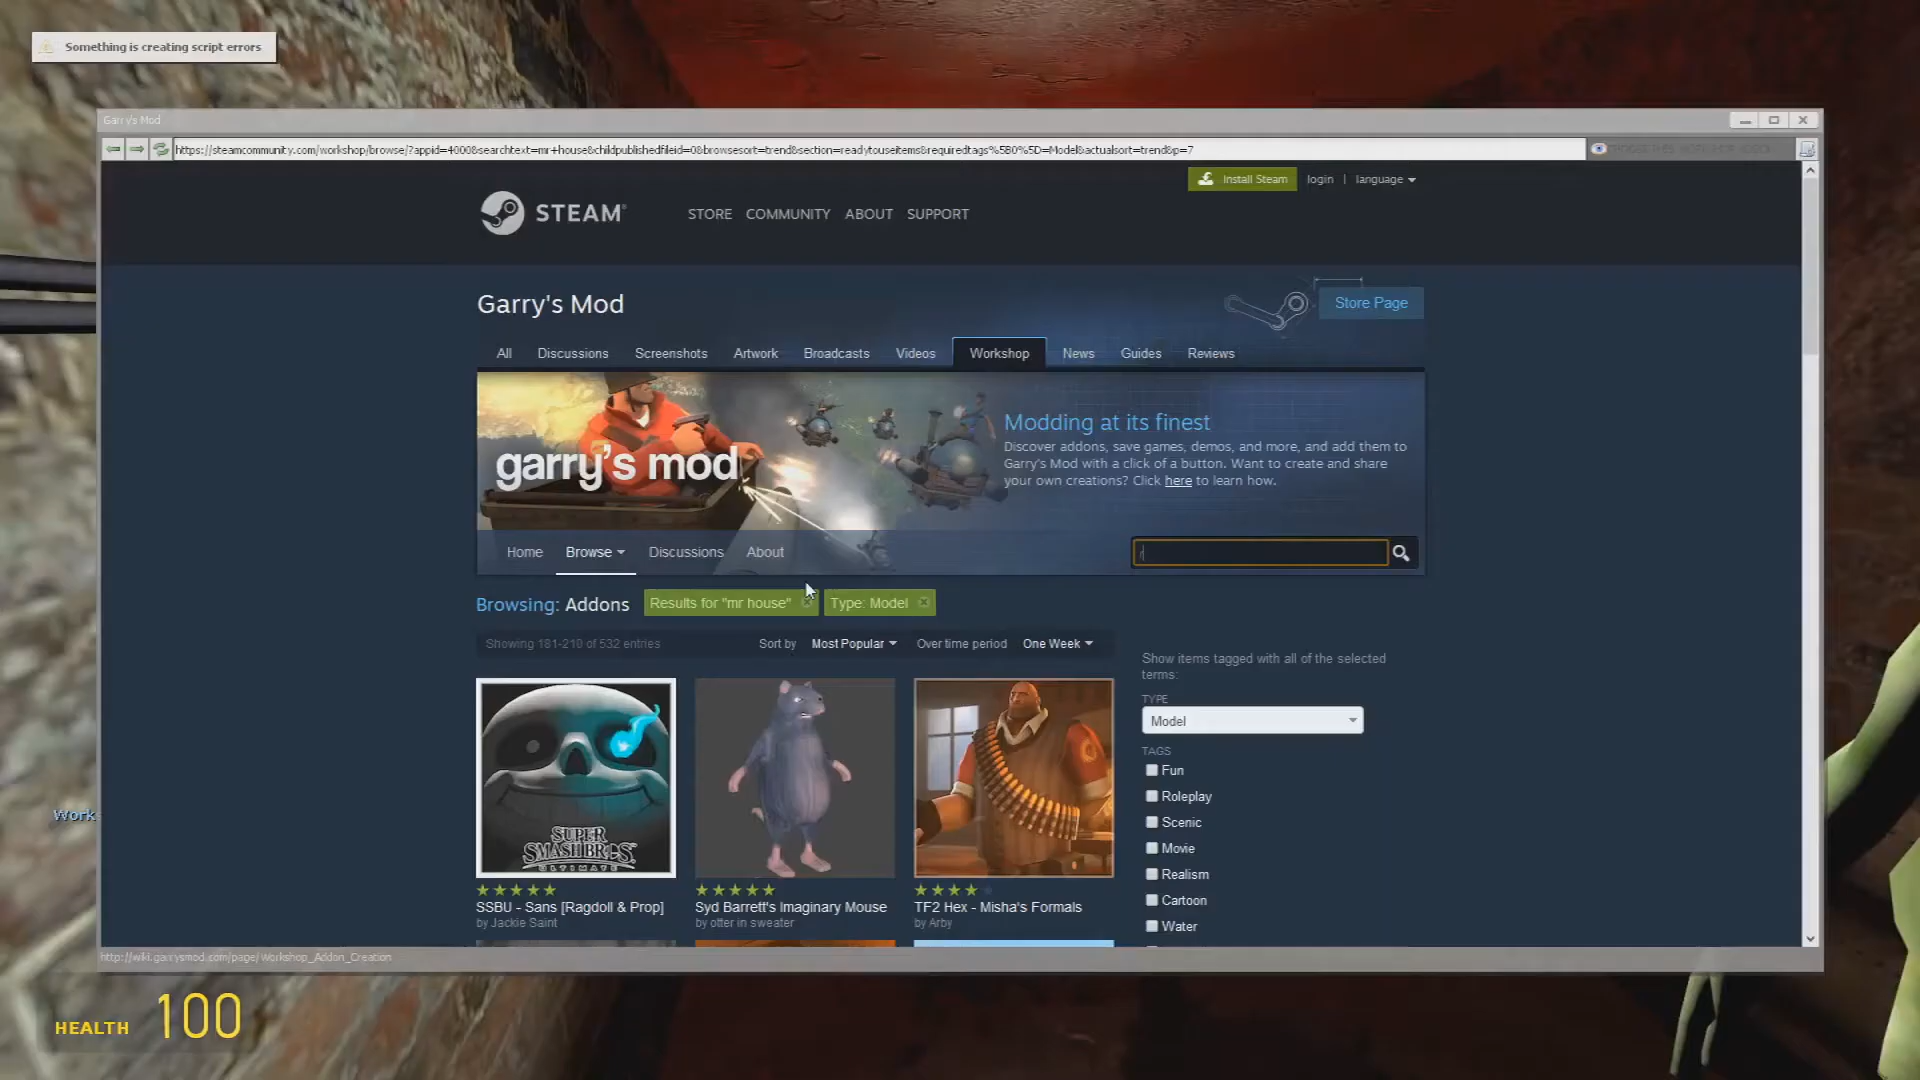 Something is creating script errors
Garry's Mod
https://steamcommunity.com/workshop/browse/?appid=4000&searchtext=mr+house&childpublishedfileid=0&browsesort=trend&section=readytouseitems&requiredtags%5B0%5D=Model&actualsort=trend&p=7
Install Steam login | language
STEAM
STORE COMMUNITY ABOUT SUPPORT
Garry's Mod
Store Page
All Discussions Screenshots Artwork Broadcasts Videos Workshop News Guides Reviews
garry's mod
Modding at its finest
Discover addons, save games, demos, and more, and add them to
Garry's Mod with a click of a button. Want to create and share
your own creations? Click here to learn how.
Home Browse Discussions About
Browsing: Addons Results for "mr house" Type: Model
Showing 181-210 of 532 entries Sort by Most Popular Over time period One Week
Show items tagged with all of the selected
terms:
TYPE
Model
TAGS
Fun
Roleplay
Scenic
Movie
Realism
Cartoon
Water
SUPER
SMASH BROS.
ULTIMATE
SSBU - Sans [Ragdoll & Prop]
by Jackie Saint
Syd Barrett's Imaginary Mouse
by otter in sweater
TF2 Hex - Misha's Formals
by Arby
Work
http://wiki.garrysmod.com/page/Workshop_Addon_Creation
HEALTH 100